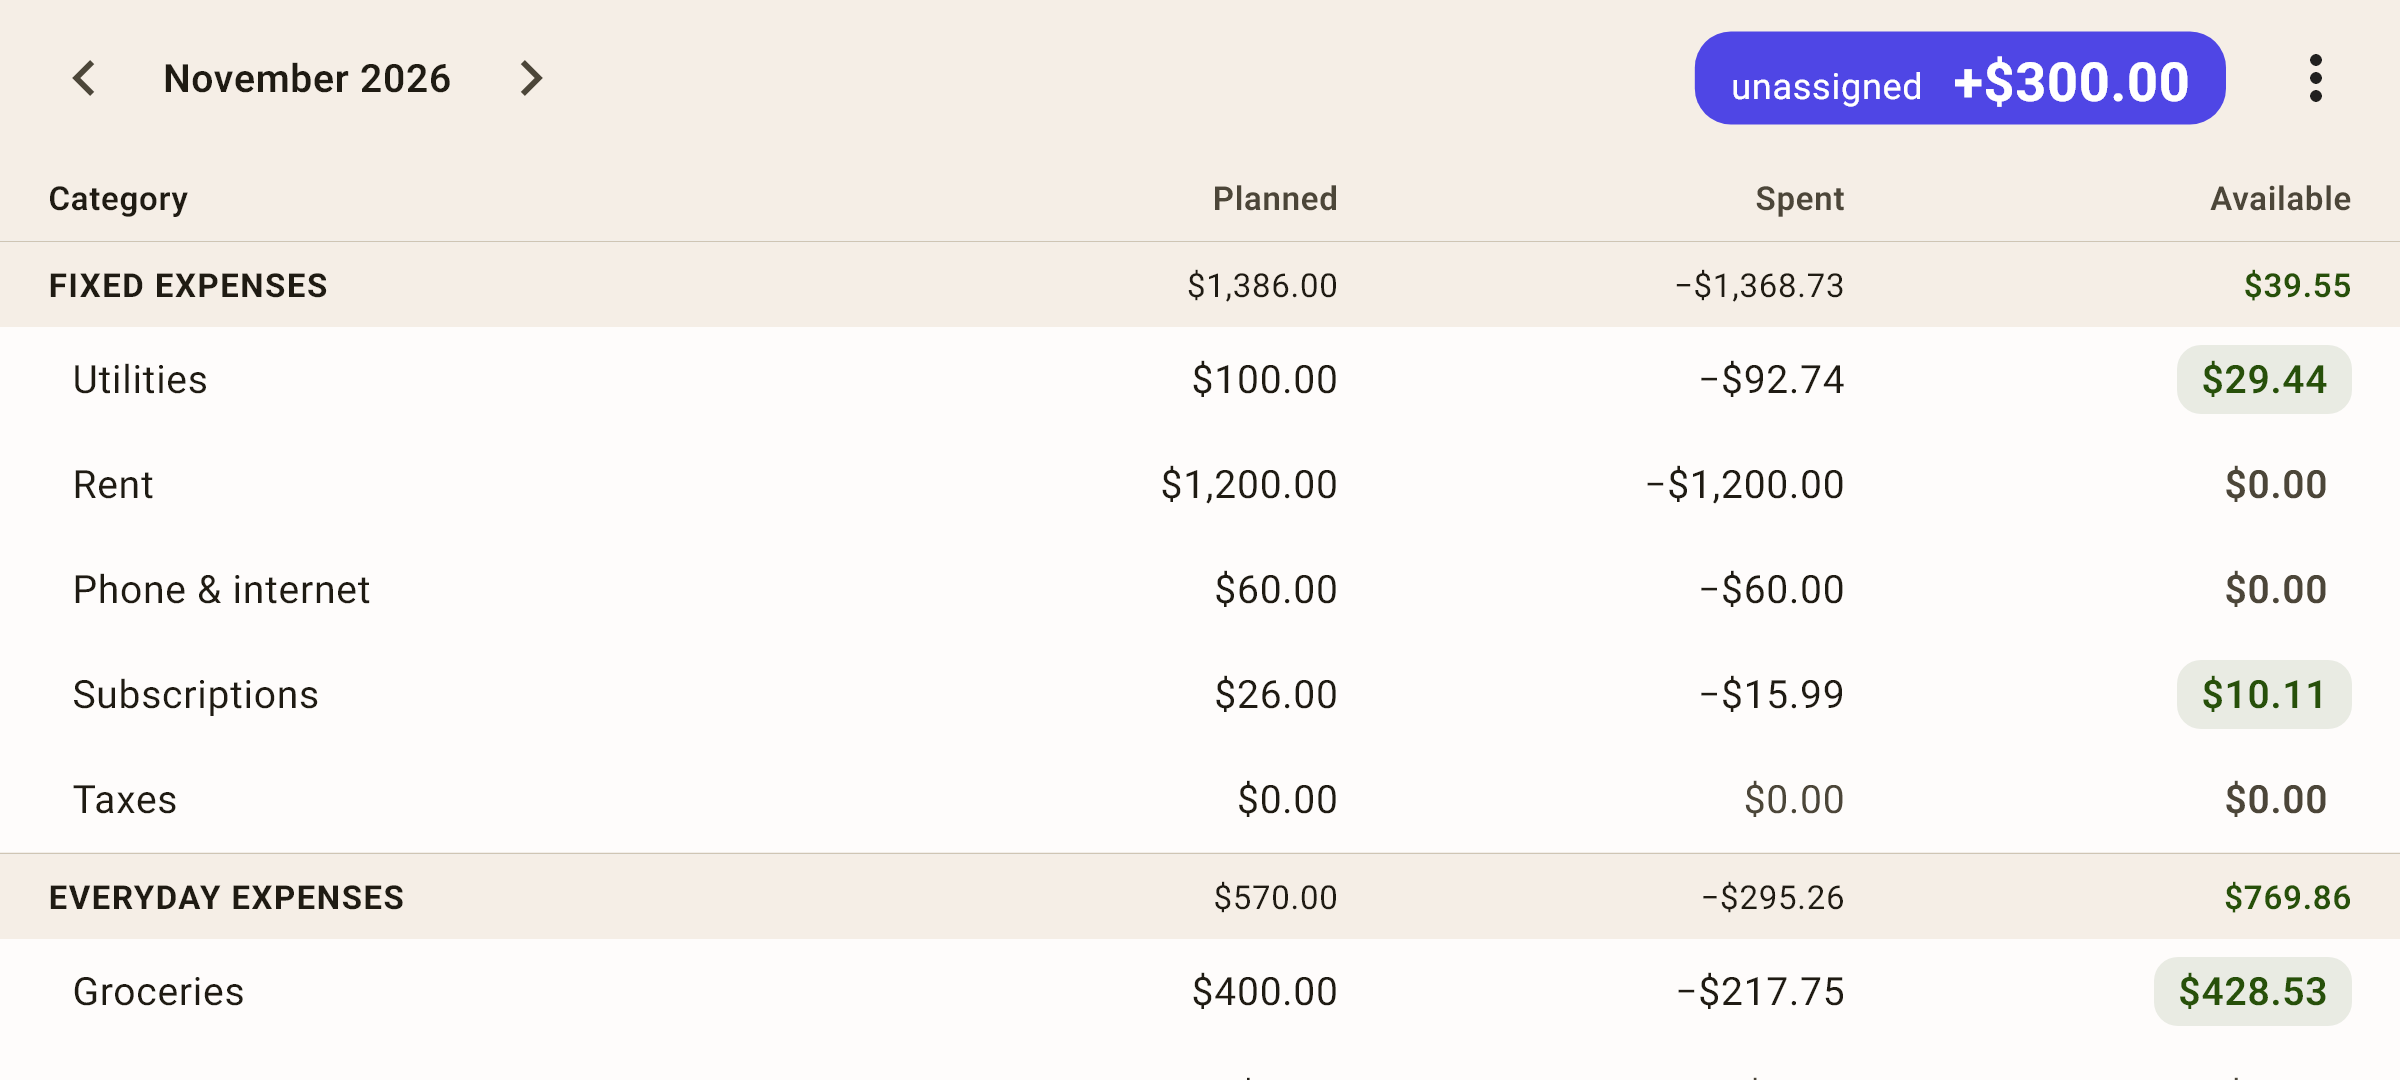 November 2026 unassigned +$300.00
Category Planned Spent Available
FIXED EXPENSES $1,386.00 −$1,368.73 $39.55
Utilities $100.00 −$92.74 $29.44
Rent $1,200.00 −$1,200.00 $0.00
Phone & internet $60.00 −$60.00 $0.00
Subscriptions $26.00 −$15.99 $10.11
Taxes $0.00 $0.00 $0.00
EVERYDAY EXPENSES $570.00 −$295.26 $769.86
Groceries $400.00 −$217.75 $428.53